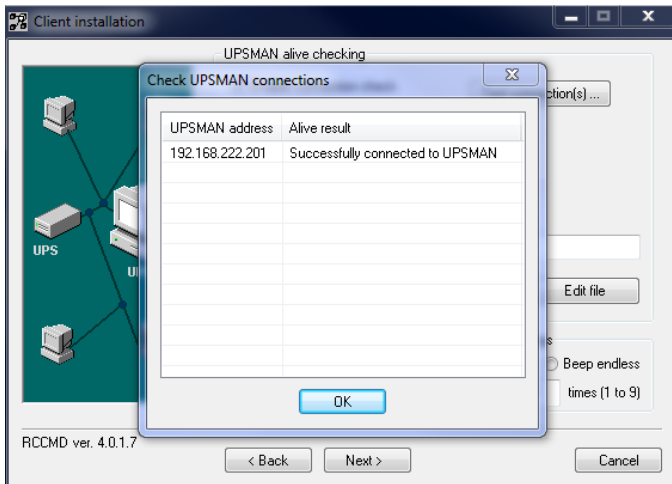 Client installation
UPSMAN alive checking
Check UPSMAN connections
ction(s) ...
UPSMAN address Alive result
192.168.222.201 Successfully connected to UPSMAN
UPS
Edit file
s
Beep endless
times (1 to 9)
OK
RCCMD ver. 4.0.1.7
< Back Next > Cancel